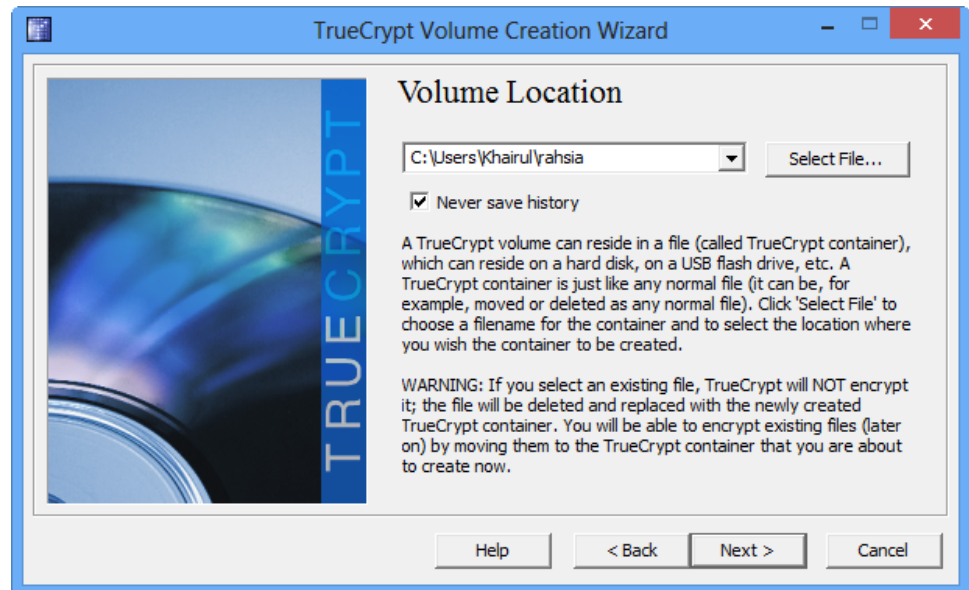 TrueCrypt Volume Creation Wizard
TRUECRYPT
Volume Location
C:\Users\Khairul\rahsia
Select File...
Never save history
A TrueCrypt volume can reside in a file (called TrueCrypt container),
which can reside on a hard disk, on a USB flash drive, etc. A
TrueCrypt container is just like any normal file (it can be, for
example, moved or deleted as any normal file). Click 'Select File' to
choose a filename for the container and to select the location where
you wish the container to be created.
WARNING: If you select an existing file, TrueCrypt will NOT encrypt
it; the file will be deleted and replaced with the newly created
TrueCrypt container. You will be able to encrypt existing files (later
on) by moving them to the TrueCrypt container that you are about
to create now.
Help
< Back
Next >
Cancel